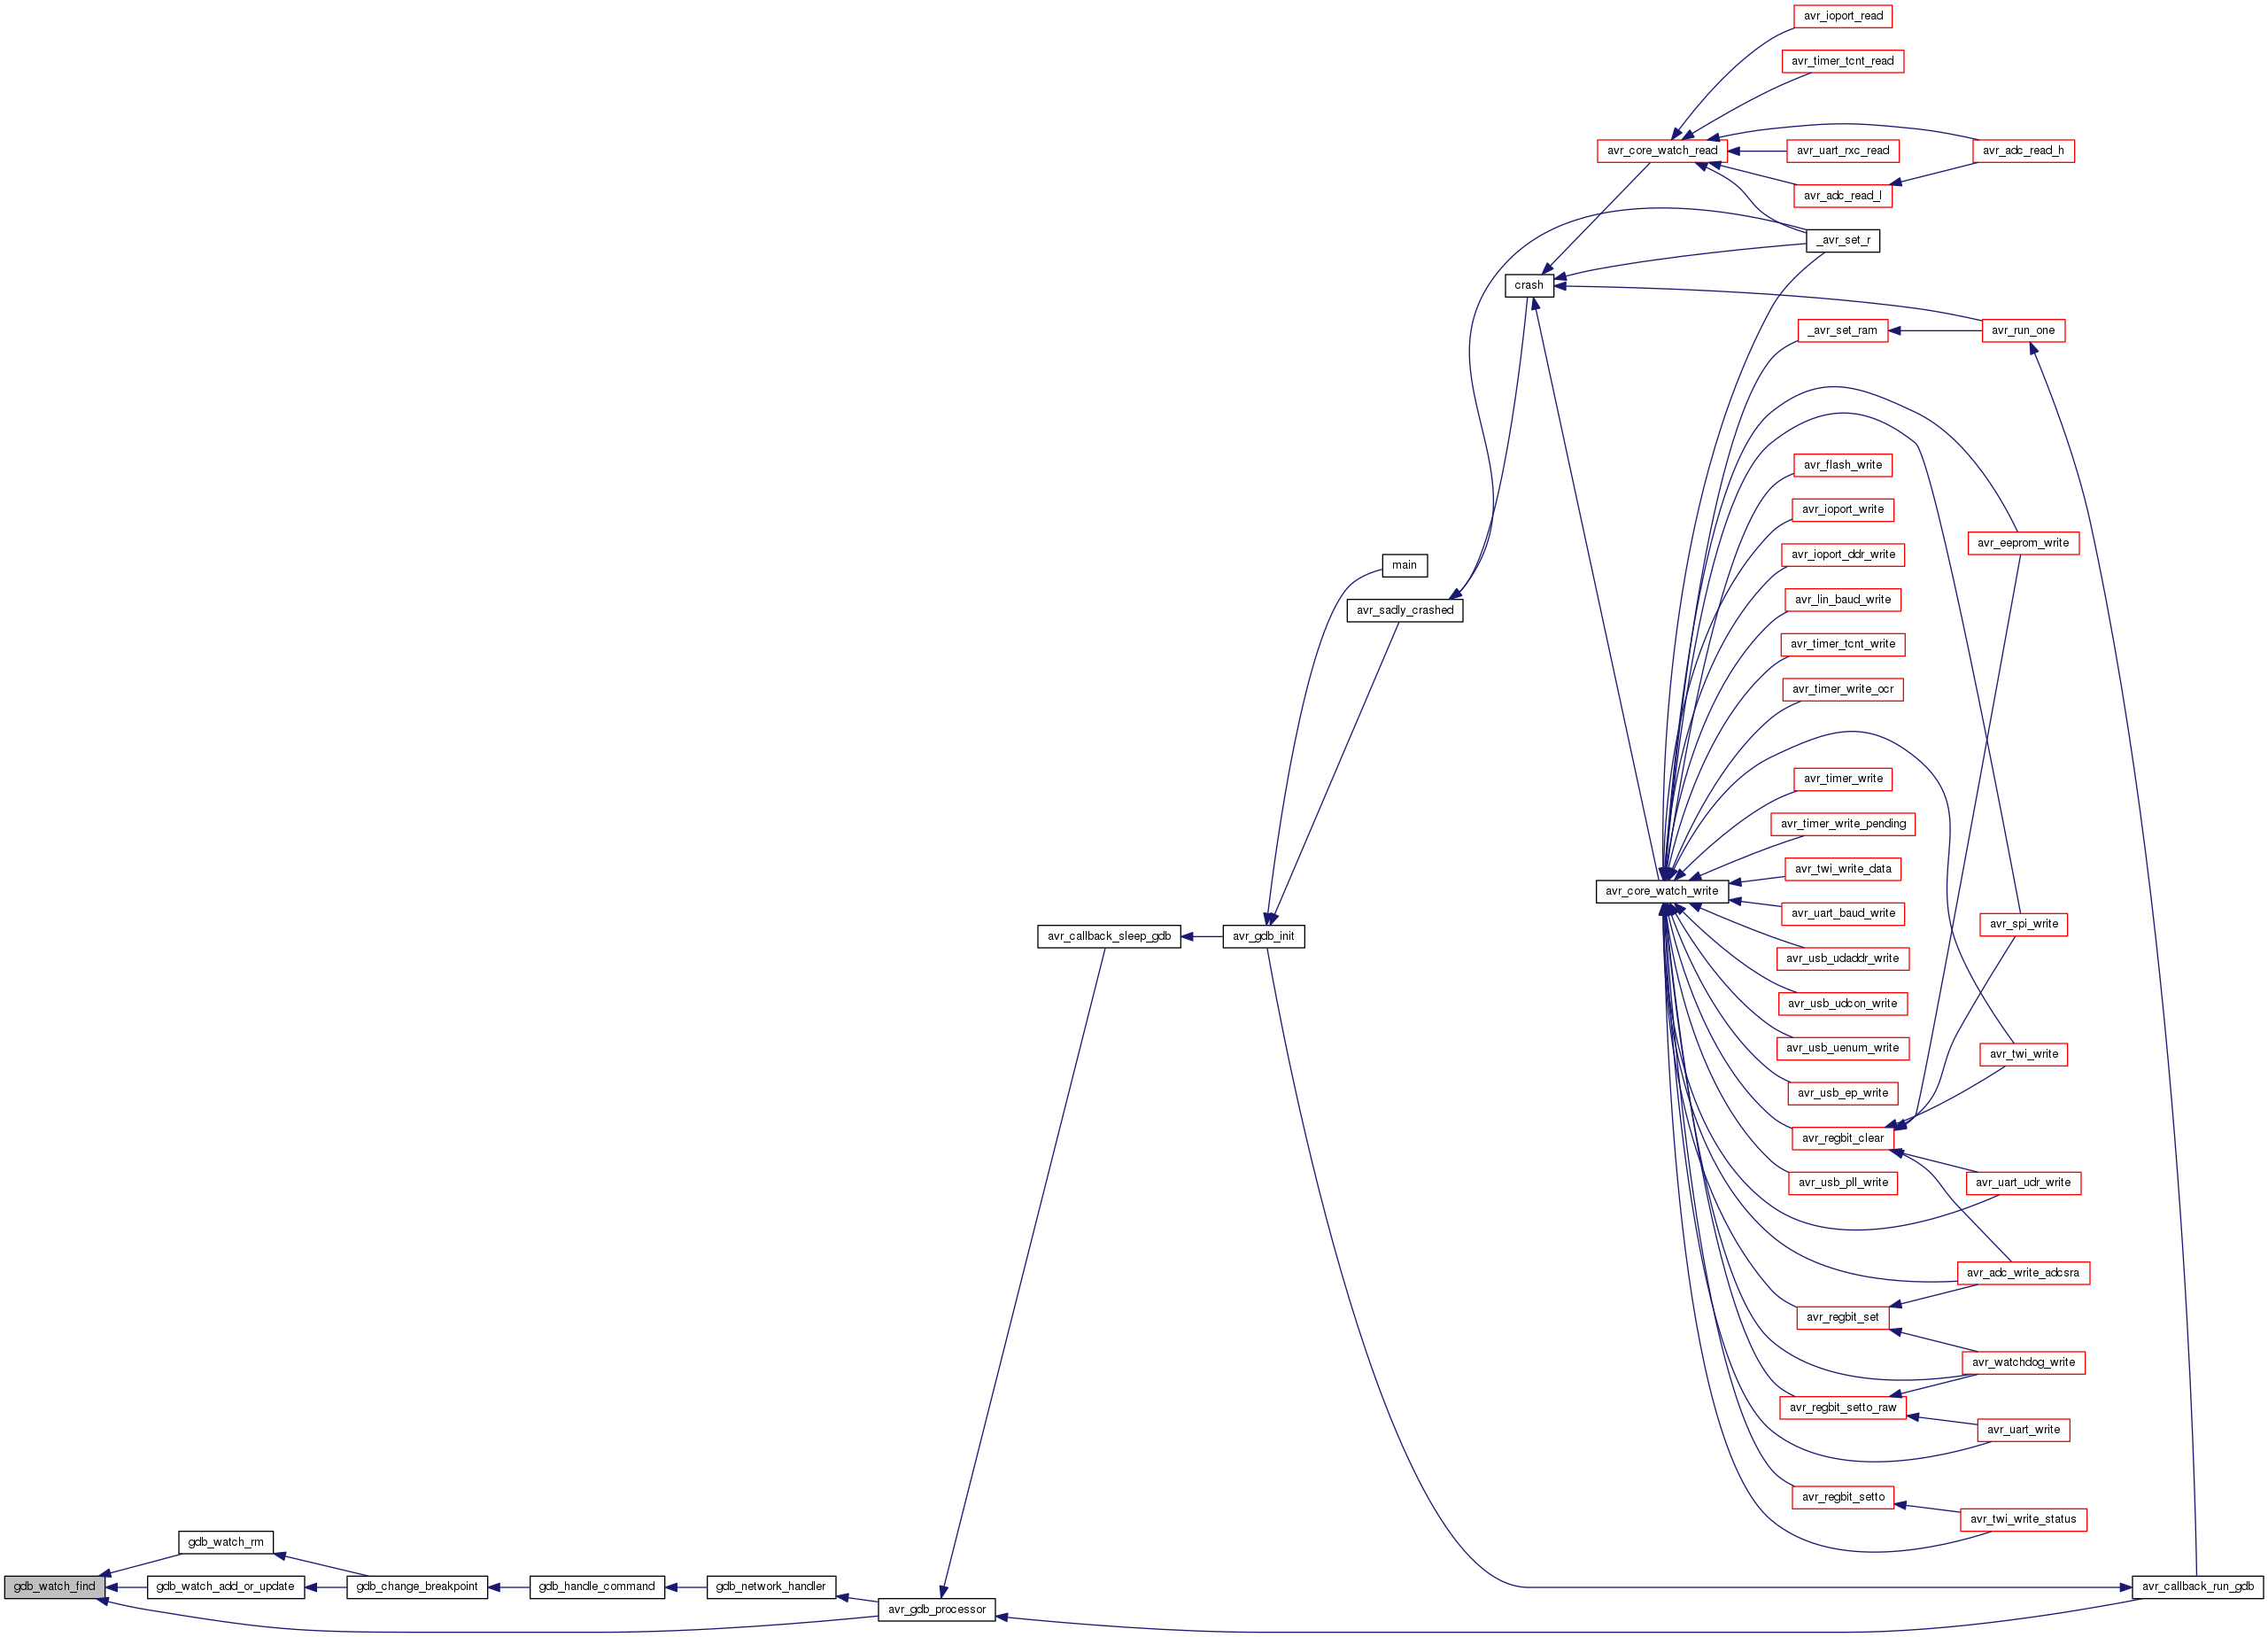 avr_ioport_read
avr_timer_tcnt_read
avr_core_watch_read
avr_uart_rxc_read
avr_adc_read_h
avr_adc_read_l
_avr_set_r
crash
_avr_set_ram
avr_run_one
avr_flash_write
avr_ioport_write
avr_eeprom_write
avr_ioport_ddr_write
main
avr_lin_baud_write
avr_sadly_crashed
avr_timer_tcnt_write
avr_timer_write_ocr
avr_timer_write
avr_timer_write_pending
avr_twi_write_data
avr_core_watch_write
avr_uart_baud_write
avr_spi_write
avr_callback_sleep_gdb
avr_gdb_init
avr_usb_udaddr_write
avr_usb_udcon_write
avr_usb_uenum_write
avr_twi_write
avr_usb_ep_write
avr_regbit_clear
avr_usb_pll_write
avr_uart_udr_write
avr_adc_write_adcsra
avr_regbit_set
avr_watchdog_write
avr_regbit_setto_raw
avr_uart_write
avr_regbit_setto
avr_twi_write_status
gdb_watch_rm
gdb_watch_find
gdb_watch_add_or_update
gdb_change_breakpoint
gdb_handle_command
gdb_network_handler
avr_callback_run_gdb
avr_gdb_processor